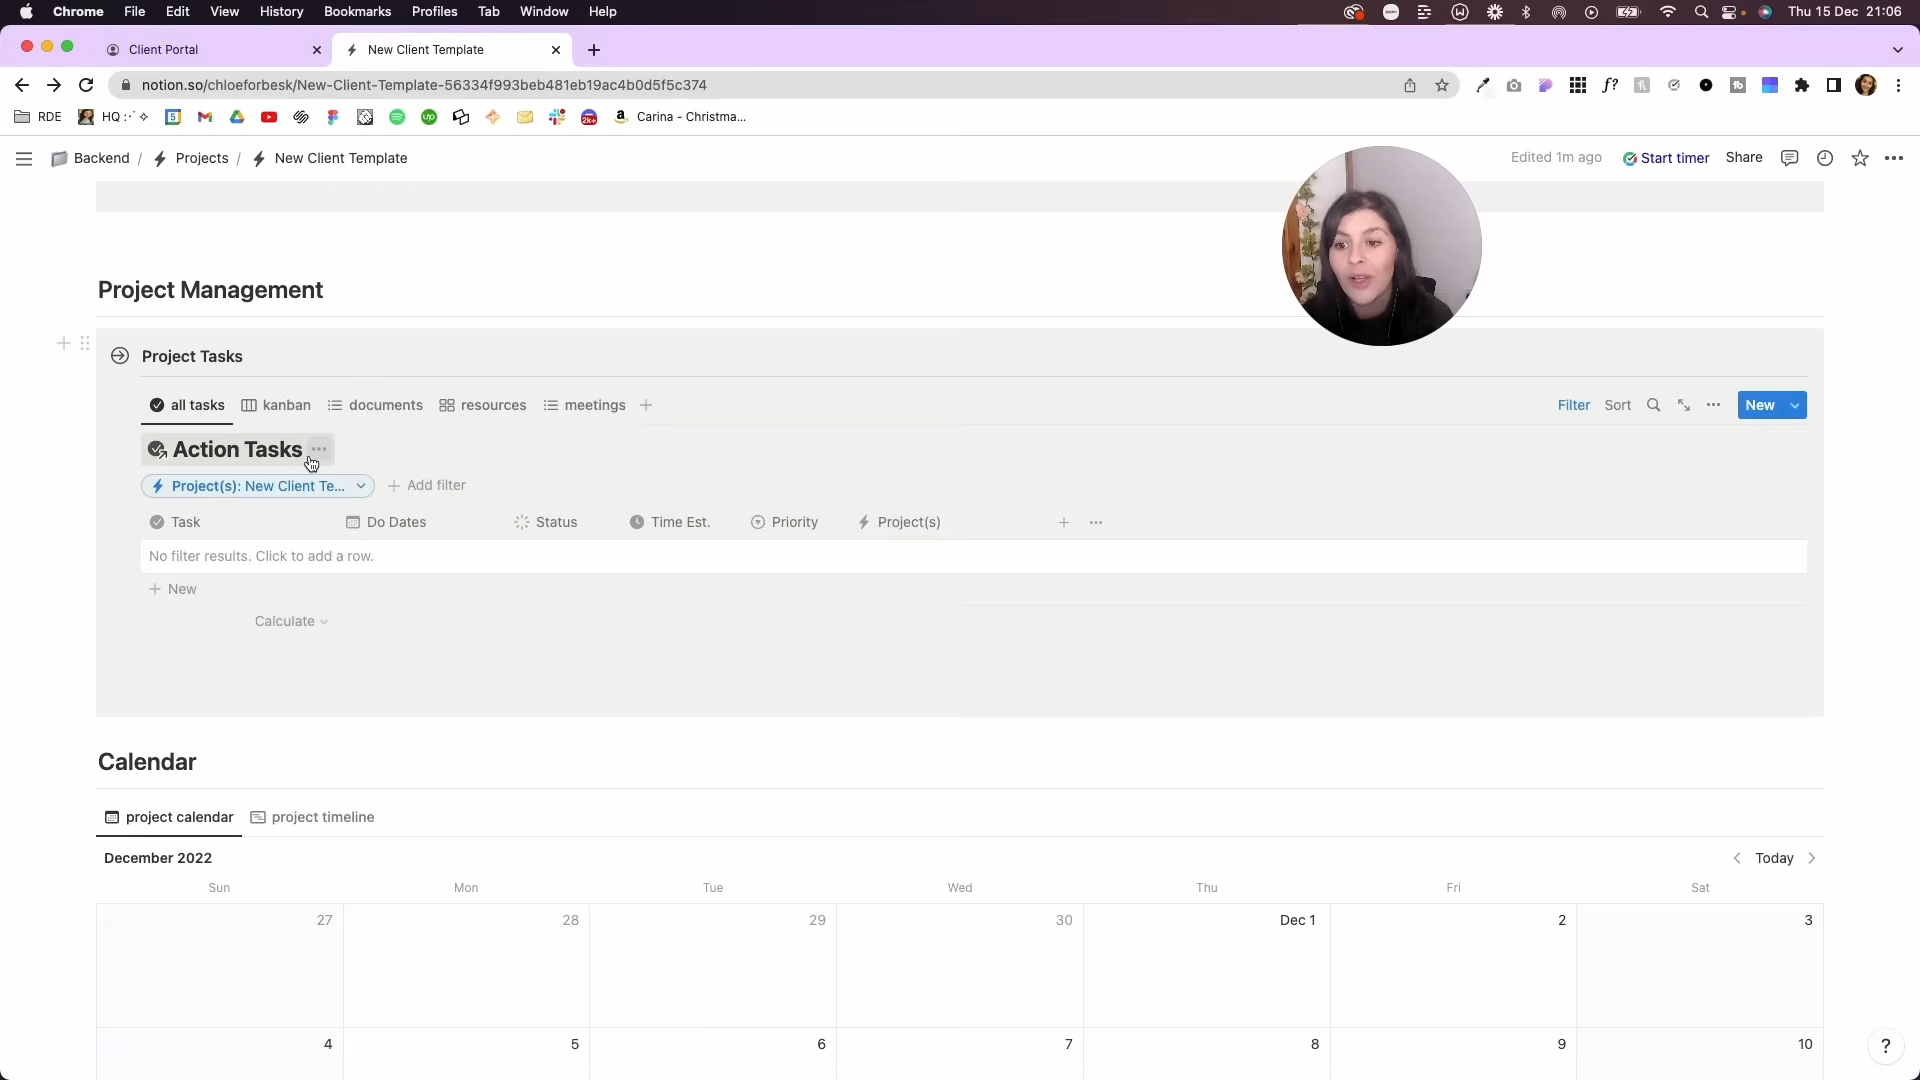 Chrome File Edit View History Bookmarks Profiles Tab Window Help Thu 15 Dec 21:06
Client Portal New Client Template
notion.so/chloeforbesk/New-Client-Template-56334f993beb481eb19ac4b0d5f5c374
RDE HQ :·˙⟡ Carina - Christma...
Backend / Projects / New Client Template Edited 1m ago Start timer Share
Project Management
Project Tasks
all tasks kanban documents resources meetings Filter Sort New
Action Tasks
Project(s): New Client Te... Add filter
Task Do Dates Status Time Est. Priority Project(s)
No filter results. Click to add a row.
New
Calculate
Calendar
project calendar project timeline
December 2022 Today
Sun Mon Tue Wed Thu Fri Sat
27 28 29 30 Dec 1 2 3
4 5 6 7 8 9 10
?